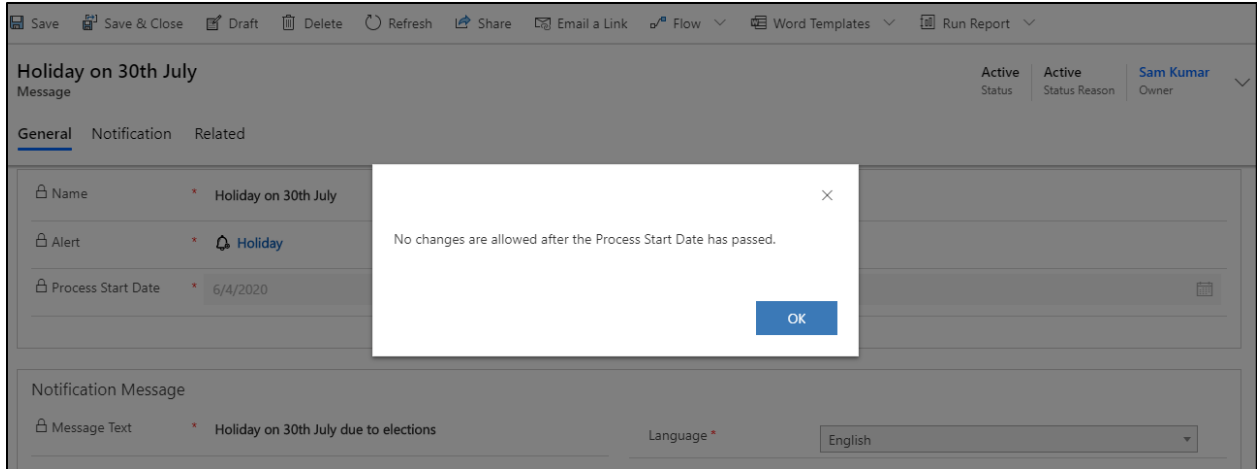 Save Save & Close Draft Delete Refresh Share Email a Link Flow Word Templates Run Report
Holiday on 30th July
Message
Active Active Sam Kumar
Status Status Reason Owner
General Notification Related
Name * Holiday on 30th July
Alert * Holiday
No changes are allowed after the Process Start Date has passed.
Process Start Date * 6/4/2020
OK
Notification Message
Message Text * Holiday on 30th July due to elections Language * English